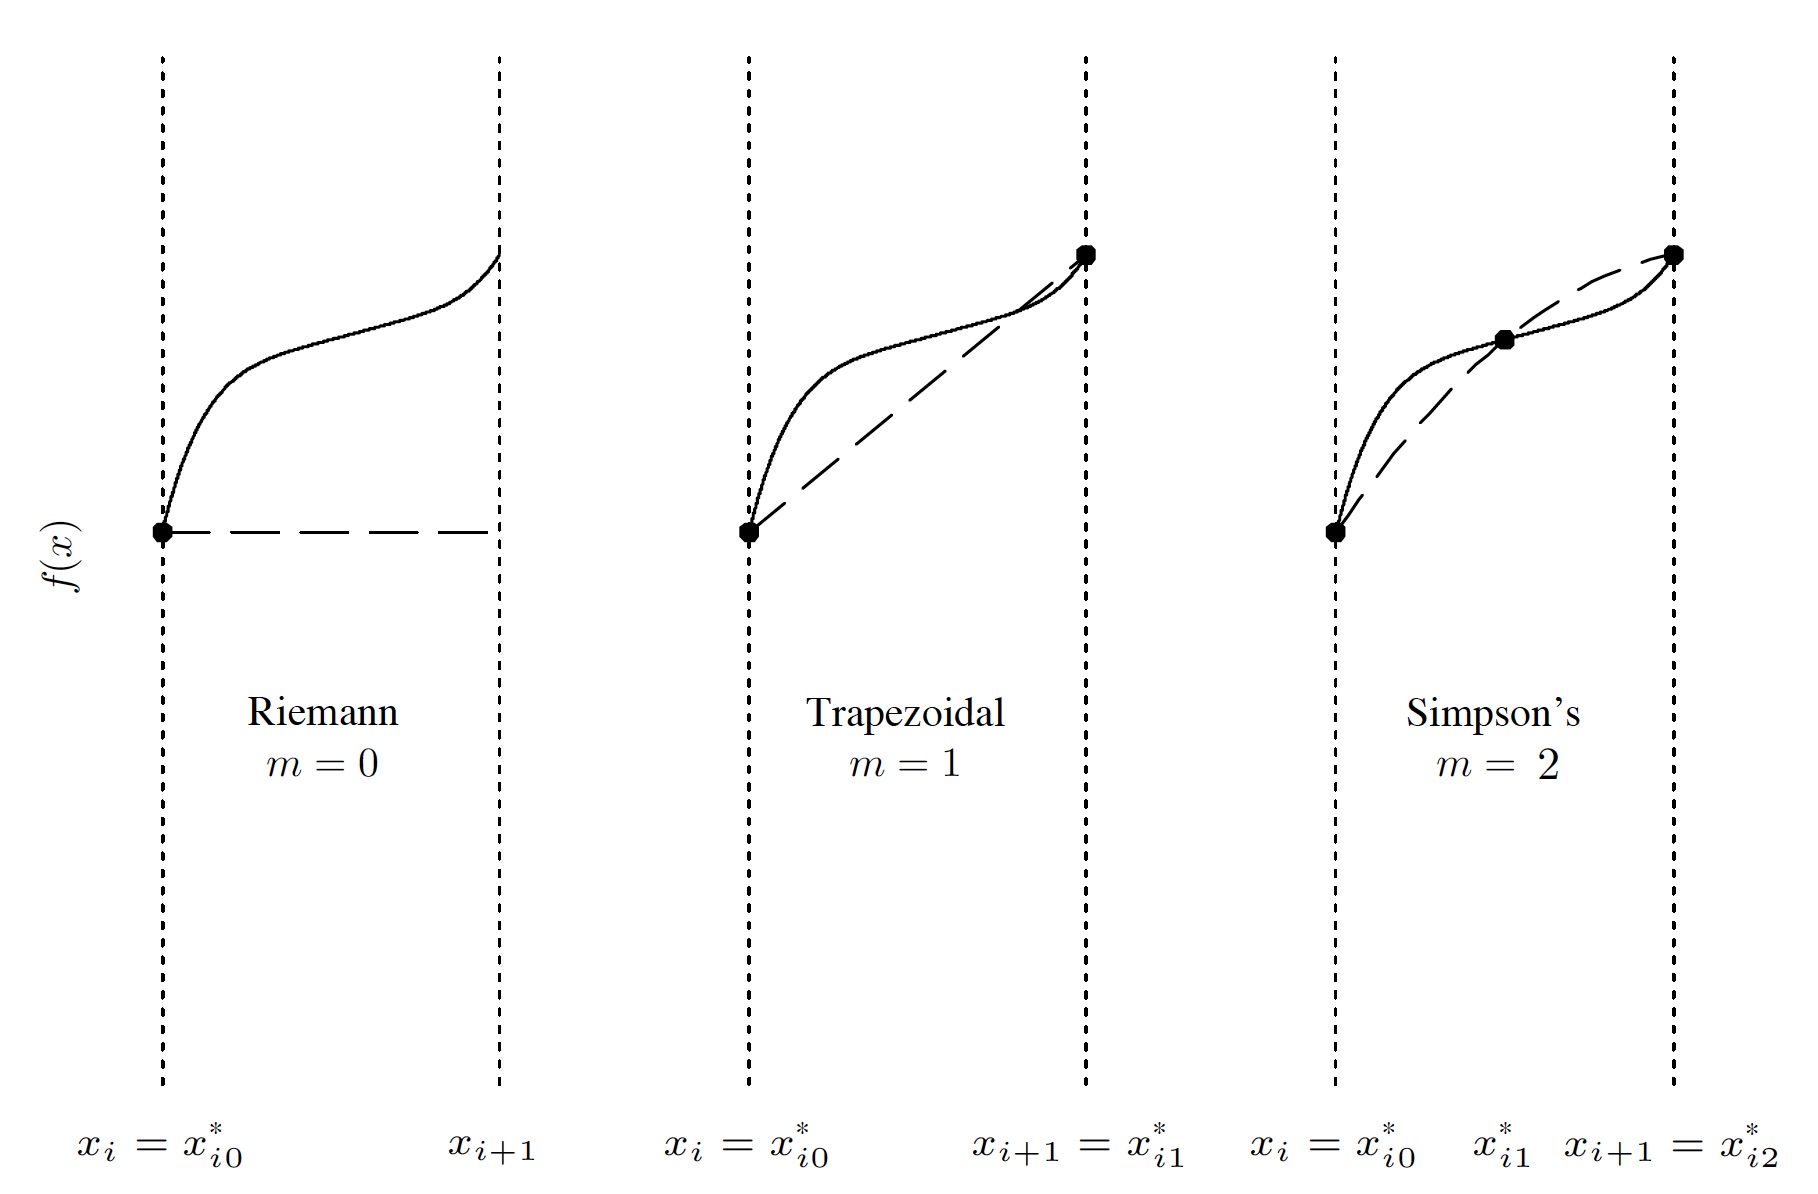 f(x)
Riemann
m = 0
Trapezoidal
m = 1
Simpson’s
m = 2
x_i = x^*_{i0}
x_{i+1}
x_i = x^*_{i0}
x_{i+1} = x^*_{i1}
x_i = x^*_{i0}
x^*_{i1}
x_{i+1} = x^*_{i2}